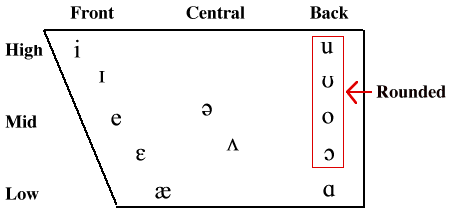 Front Central Back
High i u
ɪ ʊ
Rounded
Mid e ə o
ɛ ʌ ɔ
Low æ ɑ